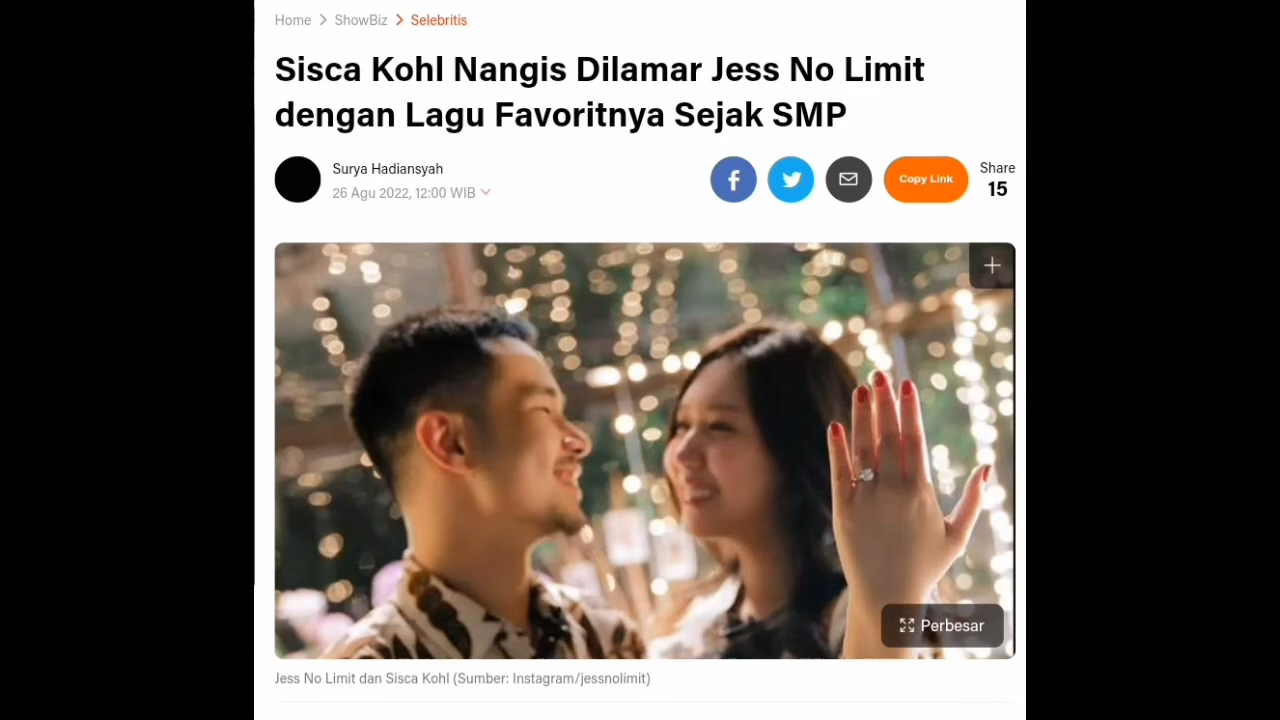 Home > ShowBiz > Selebritis
Sisca Kohl Nangis Dilamar Jess No Limit
dengan Lagu Favoritnya Sejak SMP
Surya Hadiansyah
26 Agu 2022, 12:00 WIB
Copy Link
Share
15
Perbesar
Jess No Limit dan Sisca Kohl (Sumber: Instagram/jessnolimit)